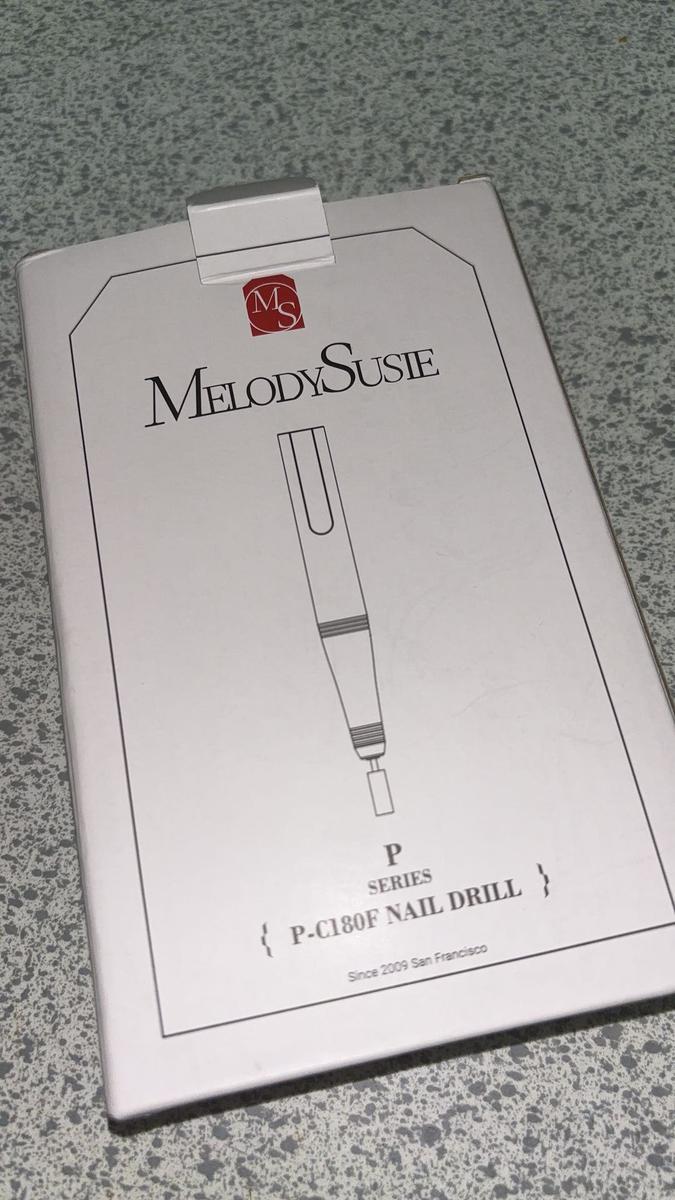 MS
MELODYSUSIE
P
SERIES
{ P-C180F NAIL DRILL }
Since 2009 San Francisco